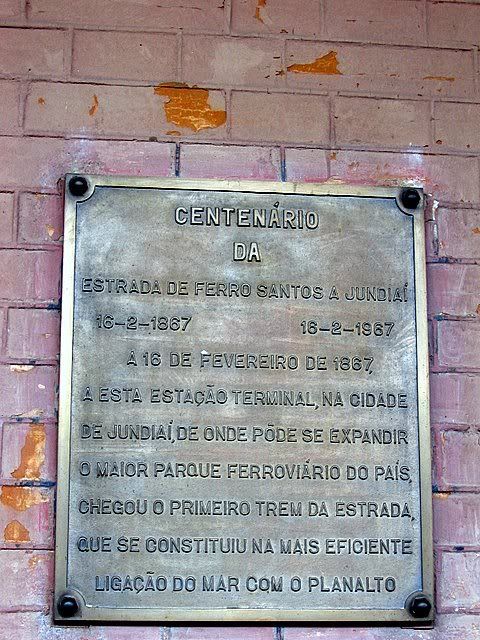 CENTENÁRIO
DA
ESTRADA DE FERRO SANTOS A JUNDIAÍ
16-2-1867 16-2-1967
A 16 DE FEVEREIRO DE 1867,
A ESTA ESTAÇÃO TERMINAL, NA CIDADE
DE JUNDIAÍ, DE ONDE PÔDE SE EXPANDIR
O MAIOR PARQUE FERROVIÁRIO DO PAÍS,
CHEGOU O PRIMEIRO TREM DA ESTRADA,
QUE SE CONSTITUIU NA MAIS EFICIENTE
LIGAÇÃO DO MAR COM O PLANALTO